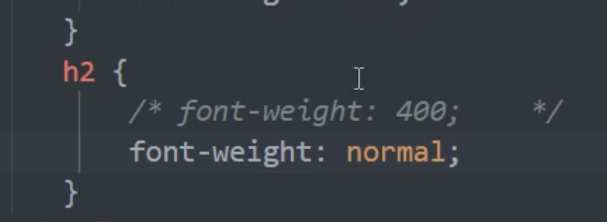 }
h2 {
/* font-weight: 400;    */
font-weight: normal;
}